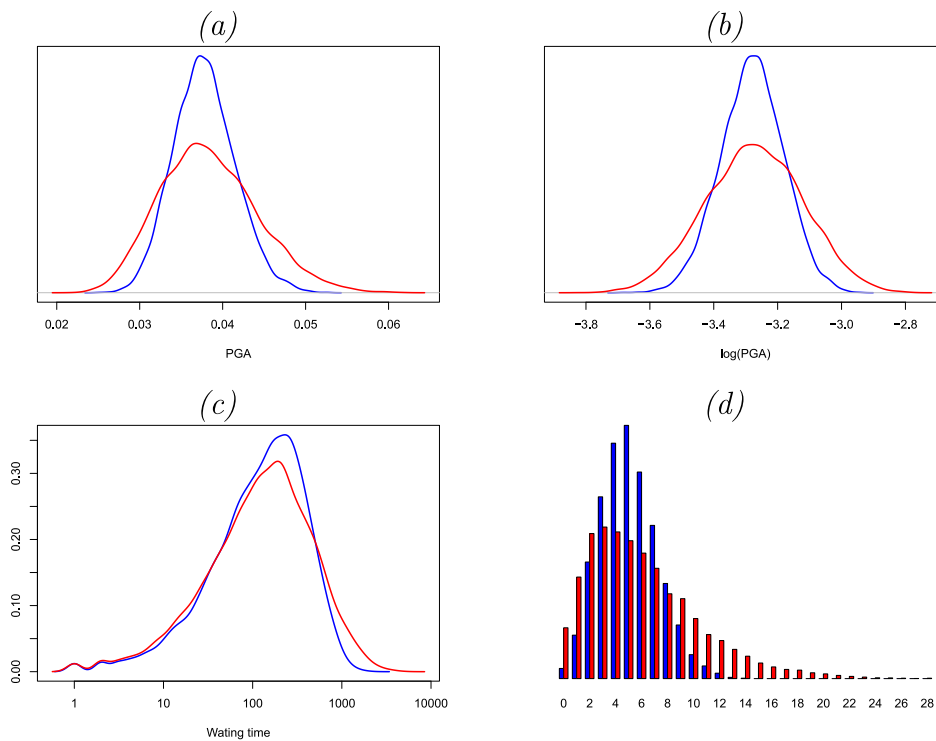 (a)
0.02 0.03 0.04 0.05 0.06
PGA
(b)
−3.8 −3.6 −3.4 −3.2 −3.0 −2.8
log(PGA)
(c)
0.30
0.20
0.10
0.00
1 10 100 1000 10000
Wating time
(d)
0 2 4 6 8 10 12 14 16 18 20 22 24 26 28